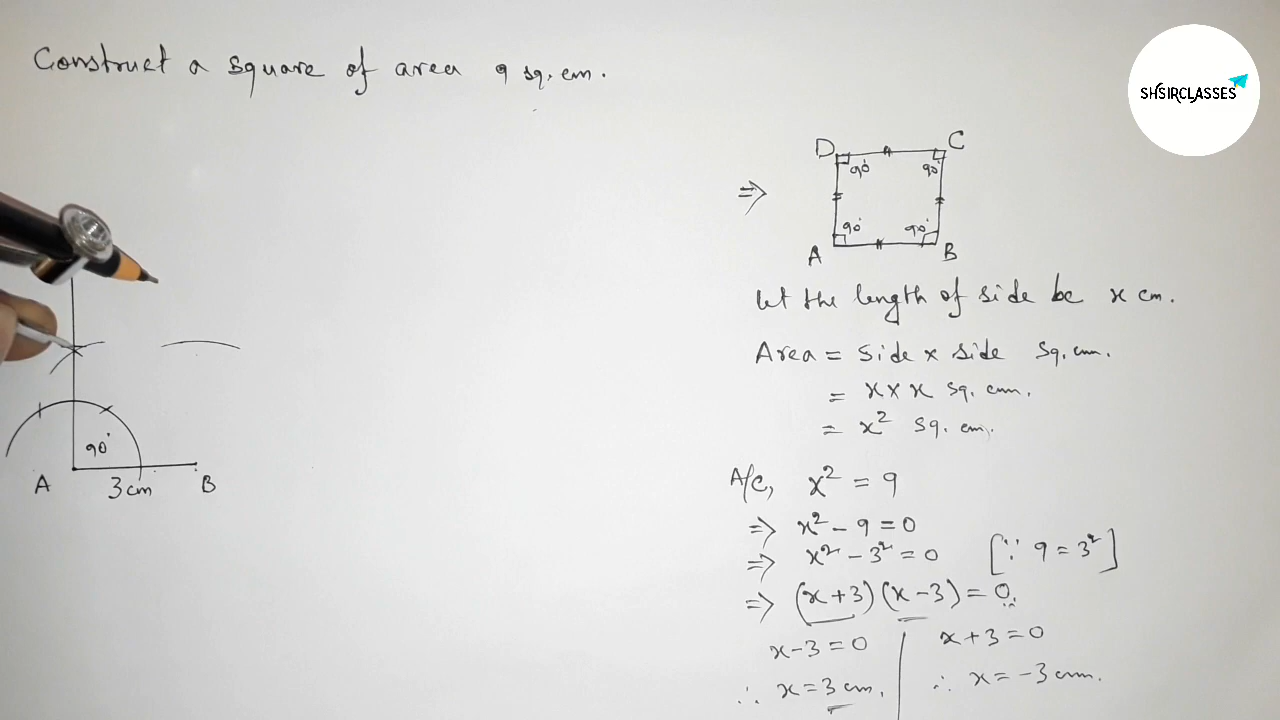 Construct a square of area 9 sq. cm.
SHSIRCLASSES
D C
90° 90°
⇒
90° 90°
A B
Let the length of side be x cm.
Area = side × side sq. cm.
= x × x sq. cm.
= x² sq. cm.
90°
A 3 cm B
A/C, x² = 9
⇒ x² - 9 = 0
⇒ x² - 3² = 0 [∵ 9 = 3²]
⇒ (x+3)(x-3) = 0.
x-3 = 0 x+3 = 0
∴ x = 3 cm. ∴ x = -3 cm.